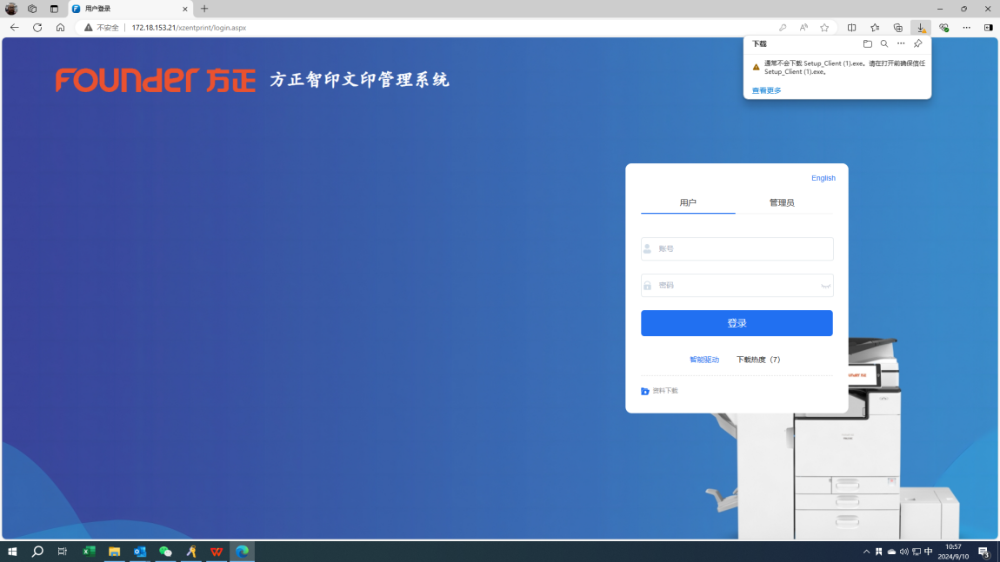 用户登录
不安全
172.18.153.21/xzentprint/login.aspx
下载
通常不会下载 Setup_Client (1).exe。请在打开前确保信任
Setup_Client (1).exe。
查看更多
FOUNDER 方正 方正智印文印管理系统
English
用户 管理员
账号
密码
登录
智能驱动 下载热度（7）
资料下载
中
10:57
2024/9/10
3